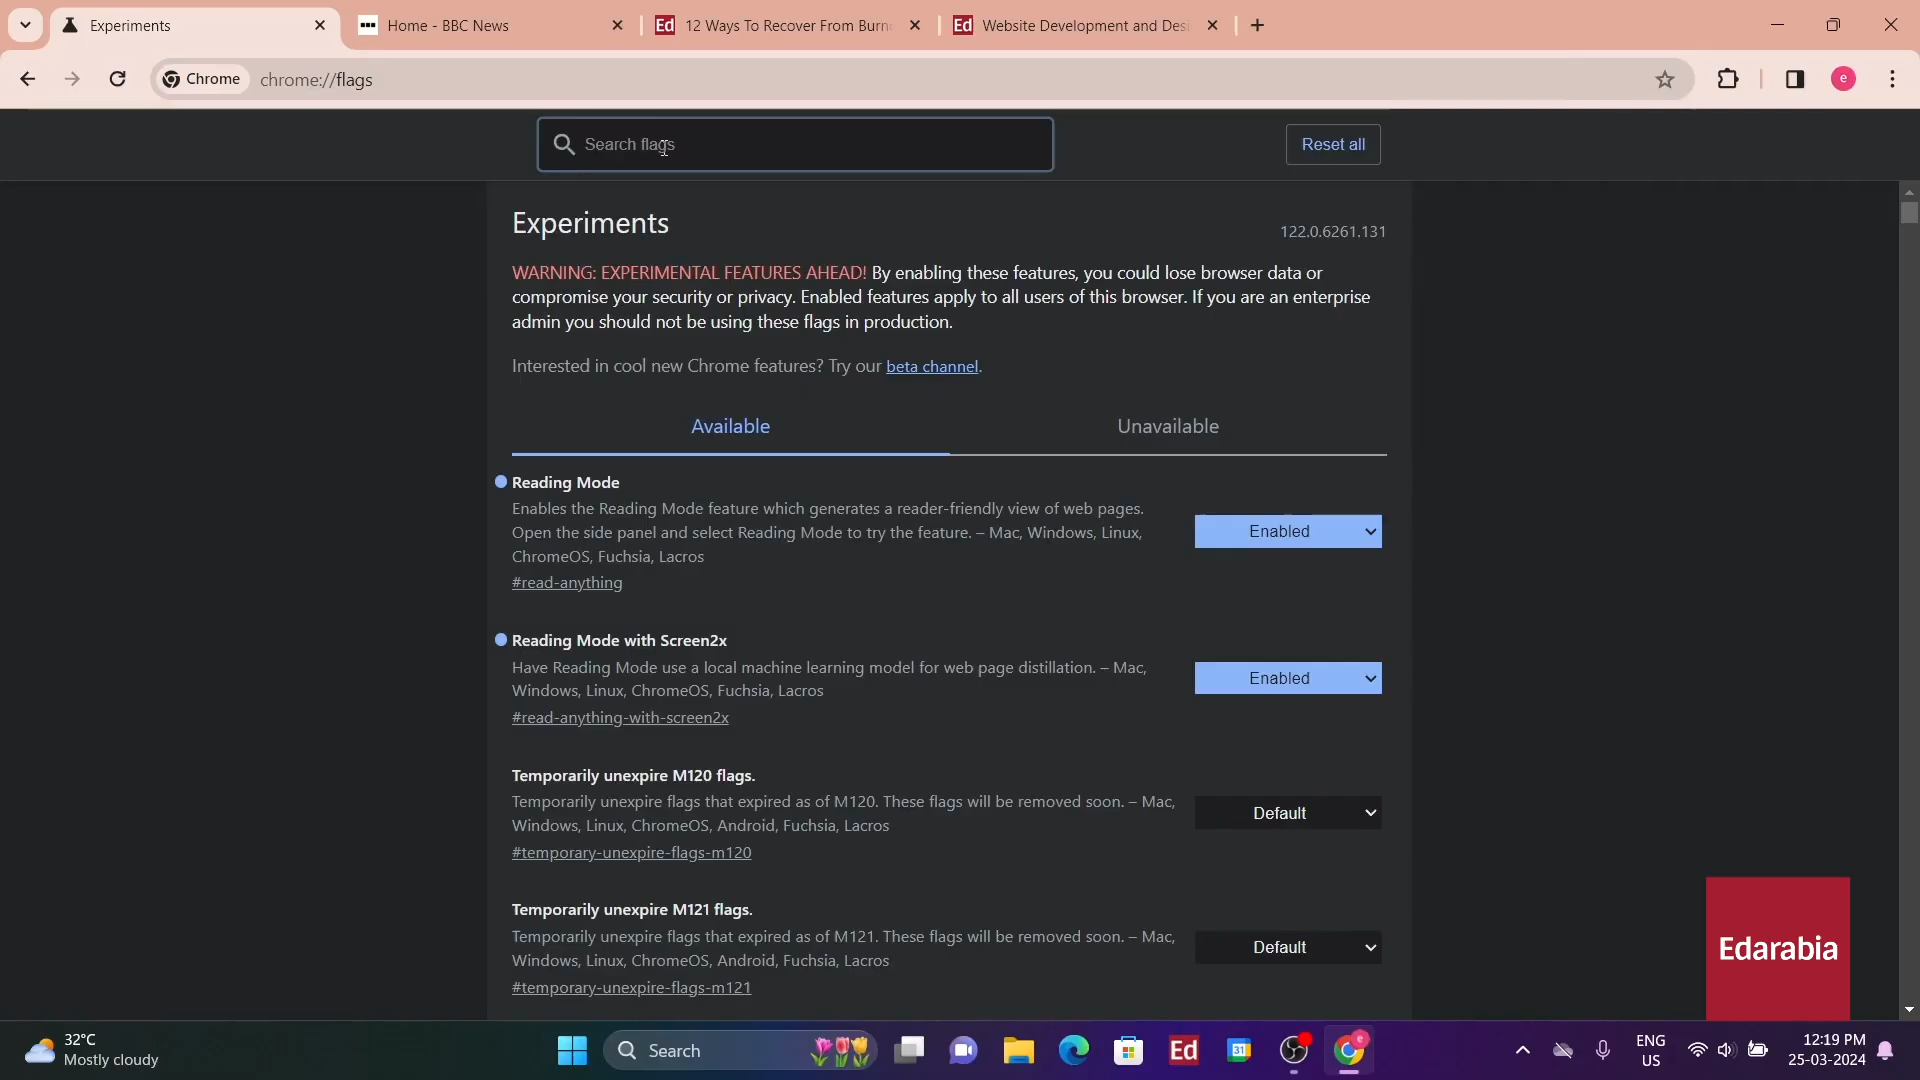 Experiments
Home - BBC News
Ed 12 Ways To Recover From Burn
Ed Website Development and Des
Chrome chrome://flags
e
Search flags
Reset all
Experiments
122.0.6261.131
WARNING: EXPERIMENTAL FEATURES AHEAD! By enabling these features, you could lose browser data or
compromise your security or privacy. Enabled features apply to all users of this browser. If you are an enterprise
admin you should not be using these flags in production.
Interested in cool new Chrome features? Try our beta channel.
Available
Unavailable
Reading Mode
Enables the Reading Mode feature which generates a reader-friendly view of web pages.
Open the side panel and select Reading Mode to try the feature. – Mac, Windows, Linux,
ChromeOS, Fuchsia, Lacros
#read-anything
Enabled
Reading Mode with Screen2x
Have Reading Mode use a local machine learning model for web page distillation. – Mac,
Windows, Linux, ChromeOS, Fuchsia, Lacros
#read-anything-with-screen2x
Enabled
Temporarily unexpire M120 flags.
Temporarily unexpire flags that expired as of M120. These flags will be removed soon. – Mac,
Windows, Linux, ChromeOS, Android, Fuchsia, Lacros
#temporary-unexpire-flags-m120
Default
Temporarily unexpire M121 flags.
Temporarily unexpire flags that expired as of M121. These flags will be removed soon. – Mac,
Windows, Linux, ChromeOS, Android, Fuchsia, Lacros
#temporary-unexpire-flags-m121
Default
Edarabia
32°C
Mostly cloudy
Search
Ed
31
e
ENG
US
12:19 PM
25-03-2024